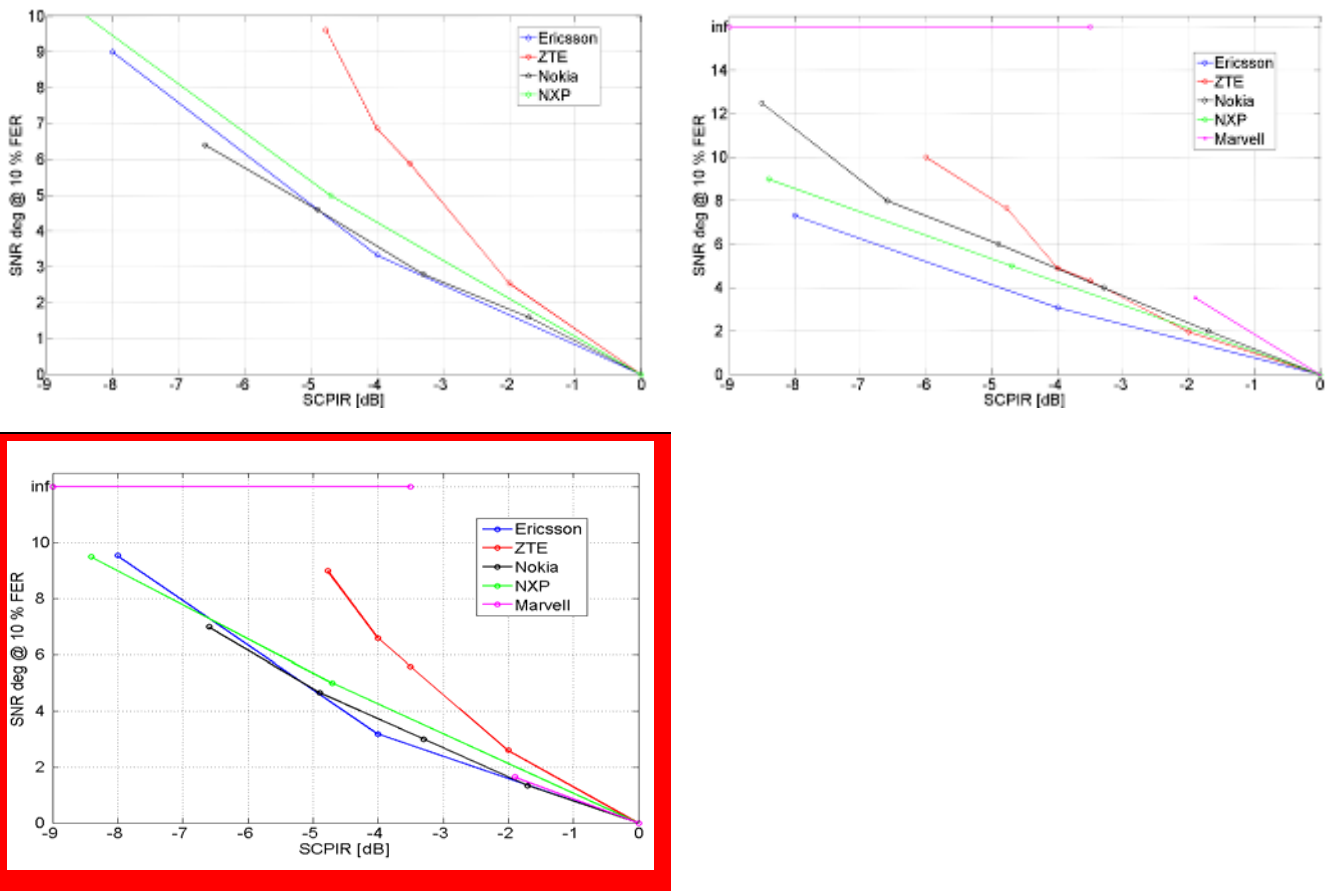 10
9
8
7
6
5
4
3
2
1
0
SNR deg @ 10 % FER
-9 -8 -7 -6 -5 -4 -3 -2 -1 0
SCPIR [dB]
Ericsson
ZTE
Nokia
NXP
inf
14
12
10
8
6
4
2
0
SNR deg @ 10 % FER
-9 -8 -7 -6 -5 -4 -3 -2 -1 0
SCPIR [dB]
Ericsson
ZTE
Nokia
NXP
Marvell
inf
10
8
6
4
2
0
SNR deg @ 10 % FER
-9 -8 -7 -6 -5 -4 -3 -2 -1 0
SCPIR [dB]
Ericsson
ZTE
Nokia
NXP
Marvell